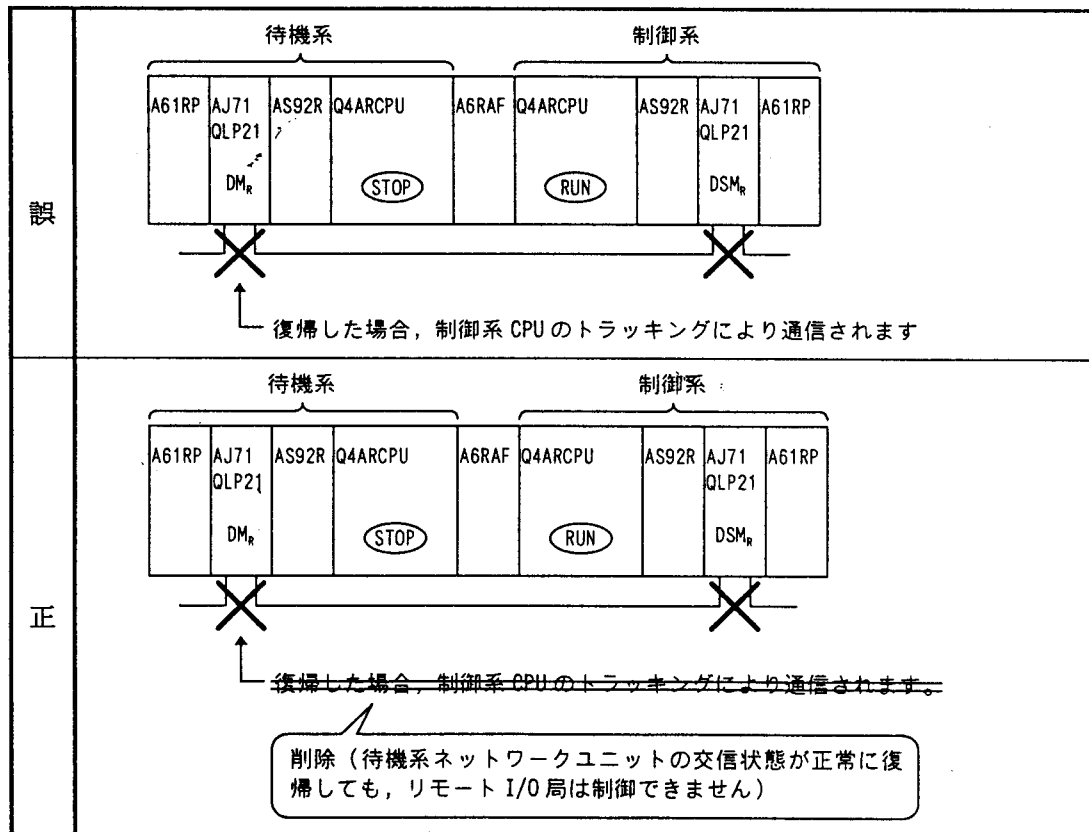 誤
待機系 制御系
A61RP AJ71 AS92R Q4ARCPU A6RAF Q4ARCPU AS92R AJ71 A61RP
QLP21 QLP21
DMR STOP RUN DSMR
復帰した場合，制御系 CPU のトラッキングにより通信されます
正
待機系 制御系
A61RP AJ71 AS92R Q4ARCPU A6RAF Q4ARCPU AS92R AJ71 A61RP
QLP21 QLP21
DMR STOP RUN DSMR
復帰した場合，制御系 CPU のトラッキングにより通信されます。
削除（待機系ネットワークユニットの交信状態が正常に復
帰しても，リモート I/O 局は制御できません）